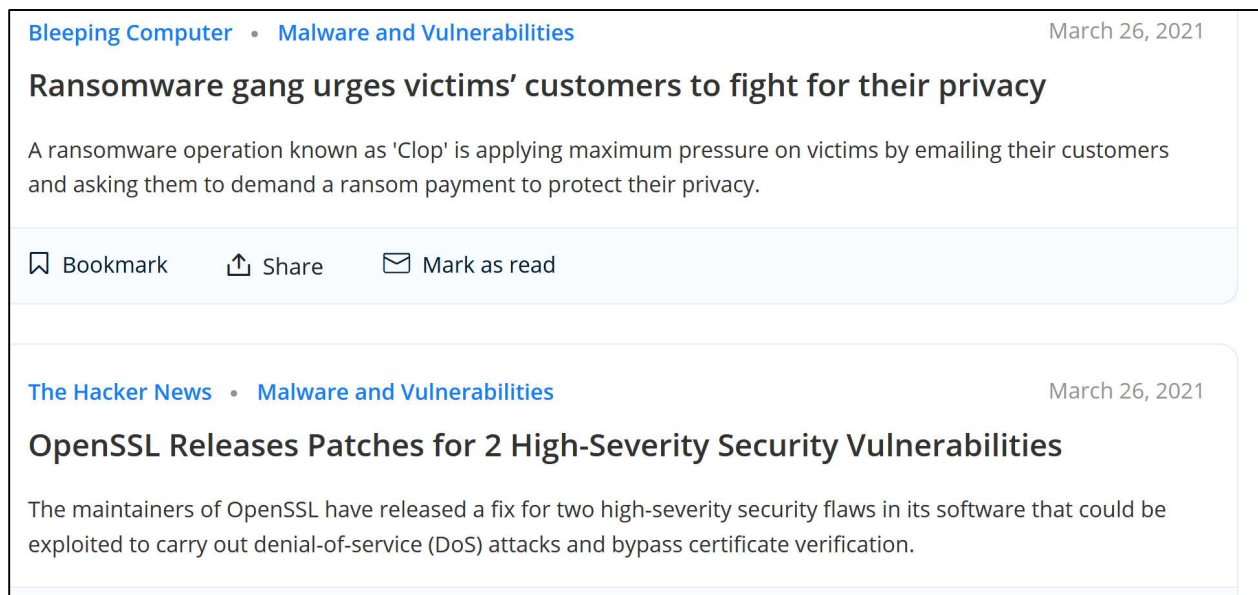 Bleeping Computer • Malware and Vulnerabilities March 26, 2021
Ransomware gang urges victims’ customers to fight for their privacy
A ransomware operation known as 'Clop' is applying maximum pressure on victims by emailing their customers
and asking them to demand a ransom payment to protect their privacy.
Bookmark Share Mark as read
The Hacker News • Malware and Vulnerabilities March 26, 2021
OpenSSL Releases Patches for 2 High-Severity Security Vulnerabilities
The maintainers of OpenSSL have released a fix for two high-severity security flaws in its software that could be
exploited to carry out denial-of-service (DoS) attacks and bypass certificate verification.